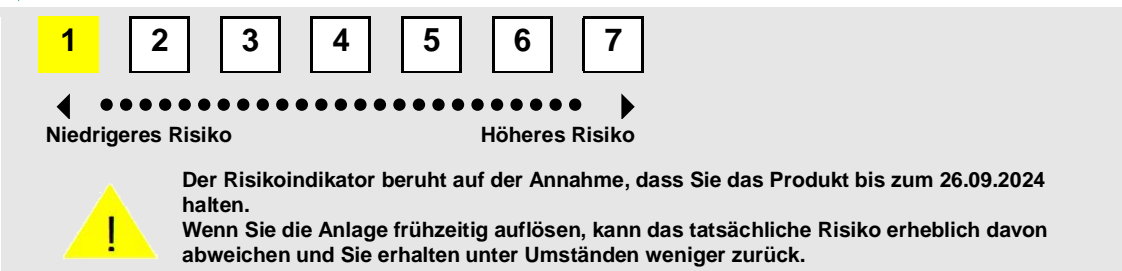 1 2 3 4 5 6 7
Niedrigeres Risiko Höheres Risiko
Der Risikoindikator beruht auf der Annahme, dass Sie das Produkt bis zum 26.09.2024
halten.
!
Wenn Sie die Anlage frühzeitig auflösen, kann das tatsächliche Risiko erheblich davon
abweichen und Sie erhalten unter Umständen weniger zurück.